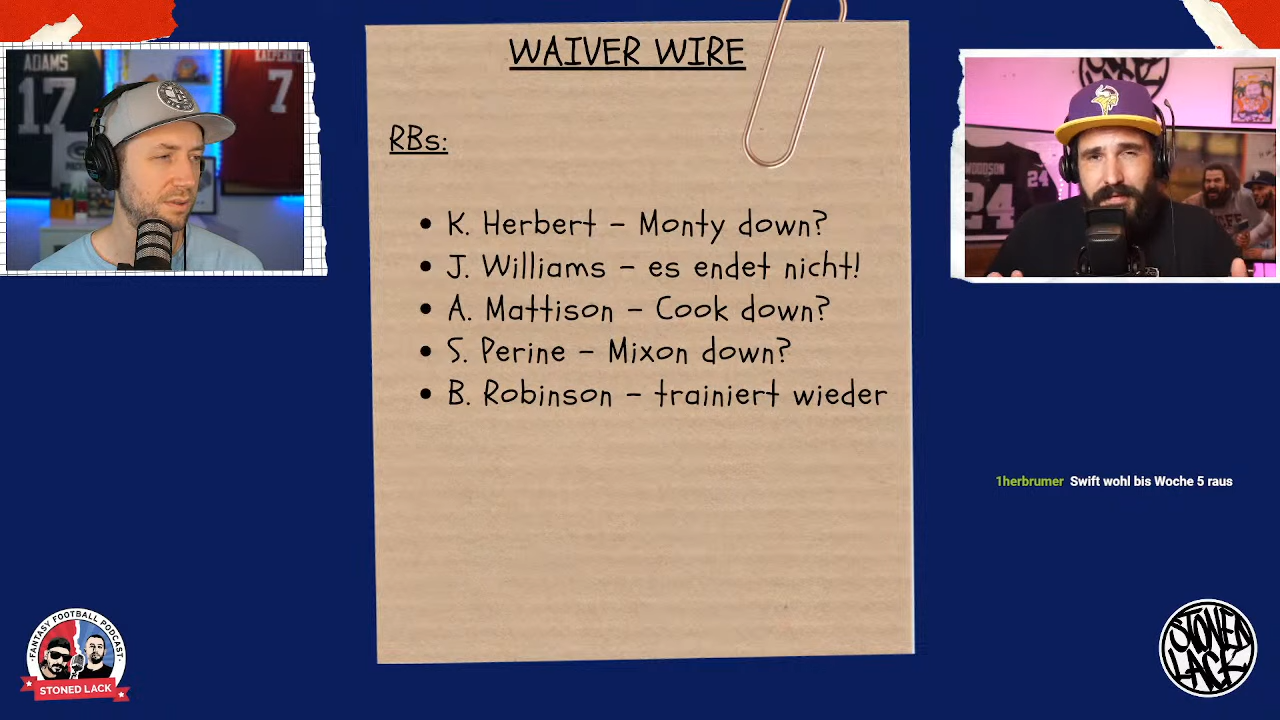 ADAMS
17
7
WAIVER WIRE
RBs:
• K. Herbert – Monty down?
• J. Williams – es endet nicht!
• A. Mattison – Cook down?
• S. Perine – Mixon down?
• B. Robinson – trainiert wieder
WOODSON
24
24
1herbrumer Swift wohl bis Woche 5 raus
FANTASY FOOTBALL PODCAST
STONED LACK
STONED
LACK